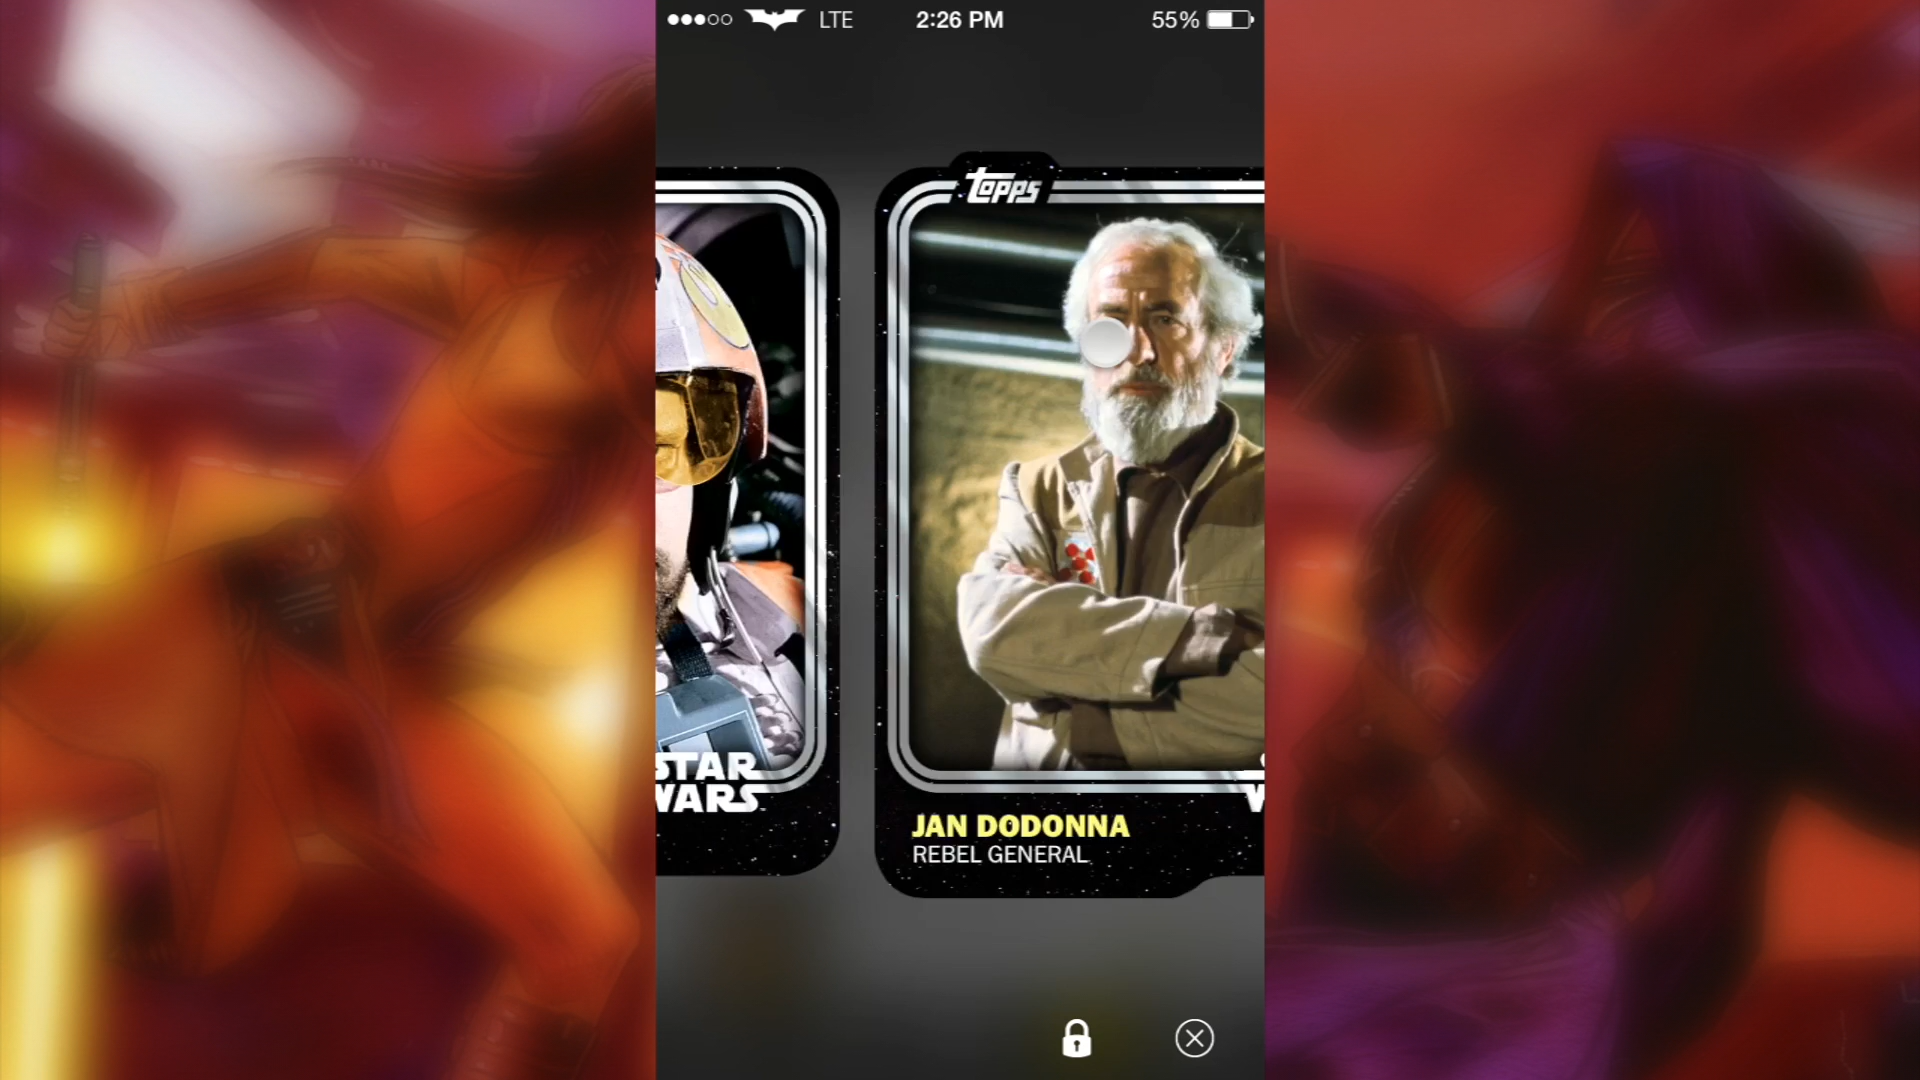 LTE
2:26 PM
55%
TOPPS
STAR
WARS
JAN DODONNA
REBEL GENERAL